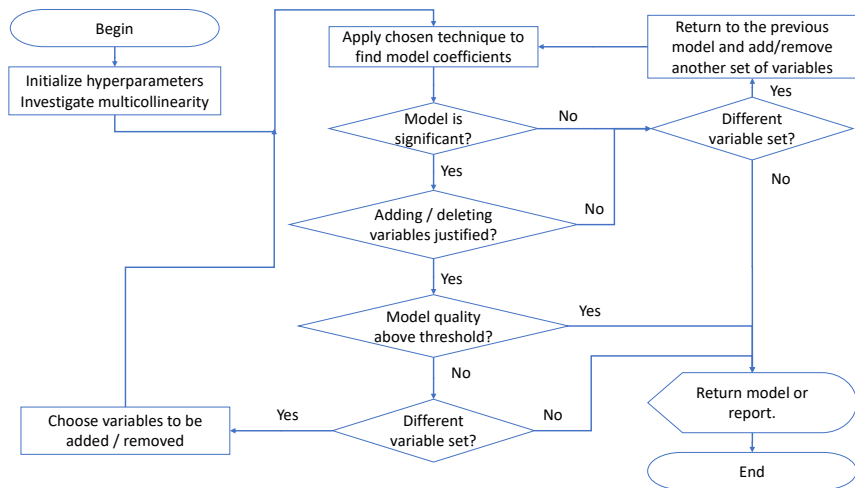 Begin
Initialize hyperparameters
Investigate multicollinearity
Apply chosen technique to
find model coefficients
Return to the previous
model and add/remove
another set of variables
Yes
Model is
significant?
No
Different
variable set?
Yes
No
Adding / deleting
variables justified?
No
Yes
Model quality
above threshold?
Yes
No
Return model or
report.
Choose variables to be
added / removed
Yes
Different
variable set?
No
End